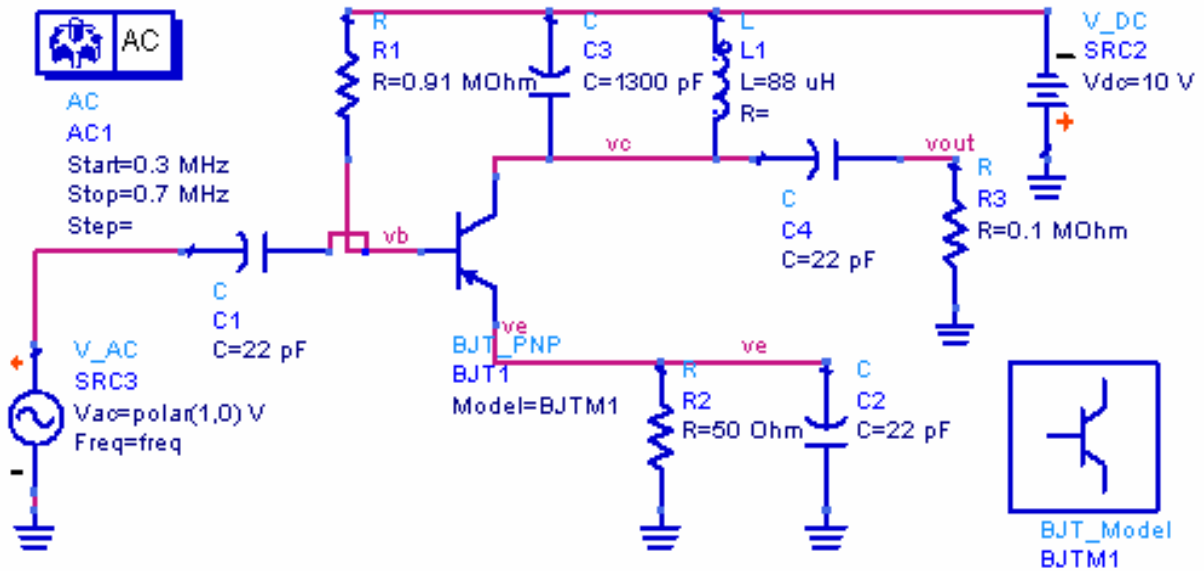 AC
AC
AC1
Start=0.3 MHz
Stop=0.7 MHz
Step=
R
R1
R=0.91 MOhm
C
C3
C=1300 pF
L
L1
L=88 uH
R=
V_DC
SRC2
Vdc=10 V
-
+
vc
vout
C
C4
C=22 pF
R
R3
R=0.1 MOhm
vb
C
C1
C=22 pF
ve
BJT_PNP
BJT1
Model=BJTM1
ve
R
R2
R=50 Ohm
C
C2
C=22 pF
+
V_AC
SRC3
Vac=polar(1,0) V
Freq=freq
-
BJT_Model
BJTM1